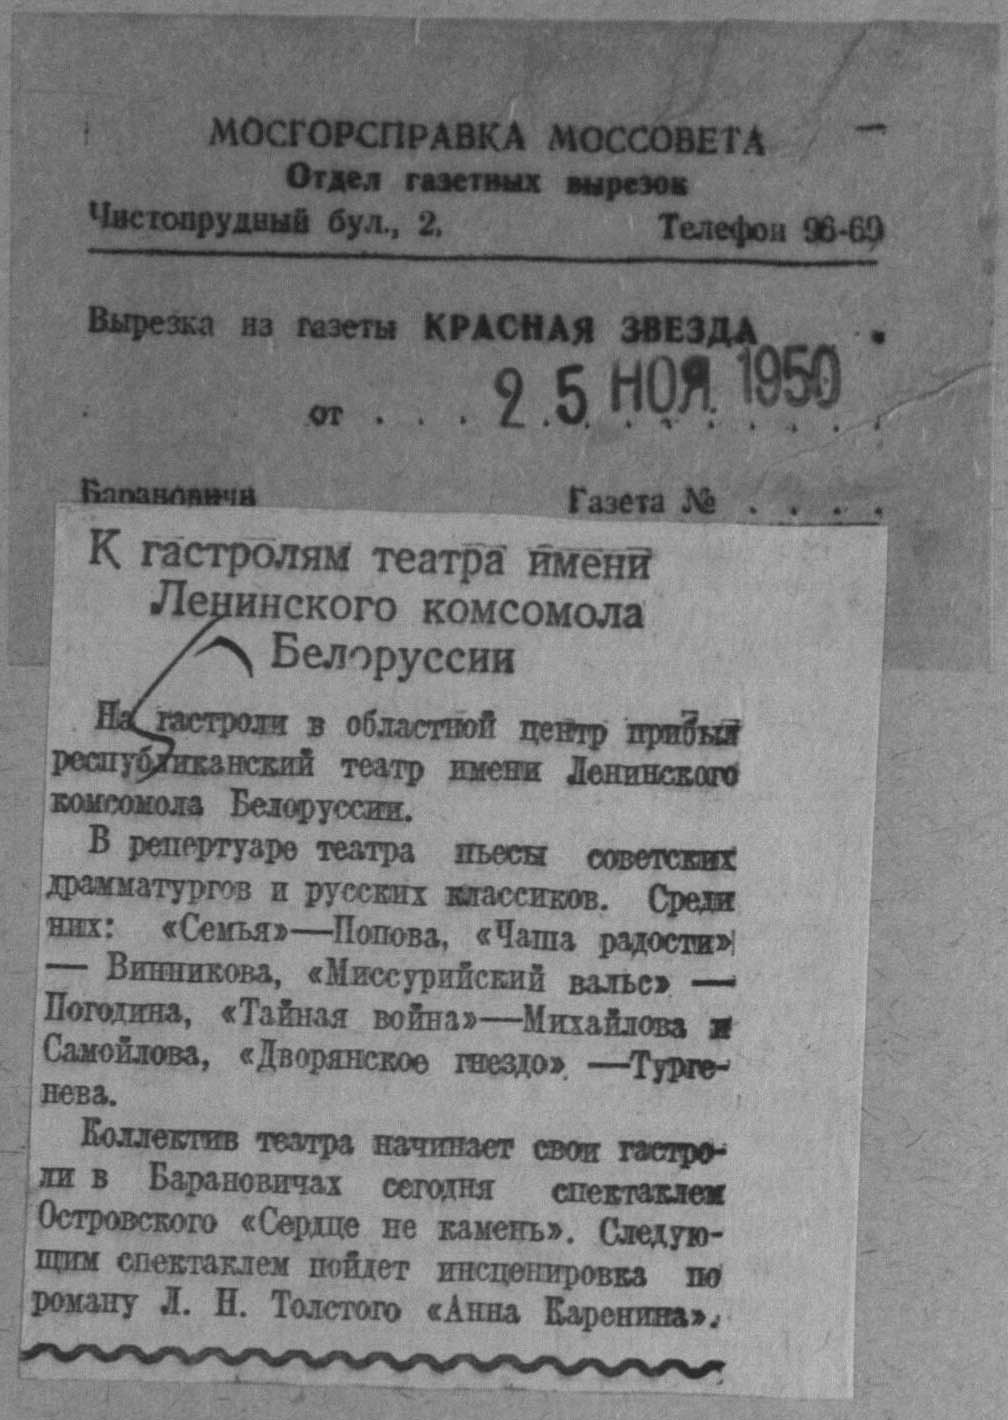 МОСГОРСПРАВКА МОССОВЕТА
Отдел газетных вырезок
Чистопрудный бул., 2. Телефон 96-69
Вырезка из газеты КРАСНАЯ ЗВЕЗДА
от . . . 25 НОЯ 1950
Барановичи Газета № . . . .
К гастролям театра имени
Ленинского комсомола
Белоруссии
На гастроли в областной центр прибыл
республиканский театр имени Ленинского
комсомола Белоруссии.
В репертуаре театра пьесы советских
драмматургов и русских классиков. Среди
них: «Семья»—Попова, «Чаша радости»
— Винникова, «Миссурийский вальс» —
Погодина, «Тайная война»—Михайлова и
Самойлова, «Дворянское гнездо» —Турге-
нева.
Коллектив театра начинает свои гастро-
ли в Барановичах сегодня спектаклем
Островского «Сердце не камень». Следую-
щим спектаклем пойдет инсценировка по
роману Л. Н. Толстого «Анна Каренина».